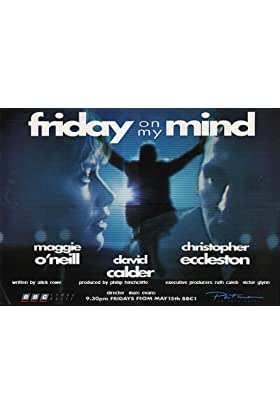 friday on my mind
maggie o'neill
david calder
christopher eccleston
written by alick rowe
produced by philip hinchcliffe
executive producers ruth caleb victor glynn
director marc evans
BBC
9.30pm FRIDAYS FROM MAY 15th BBC1